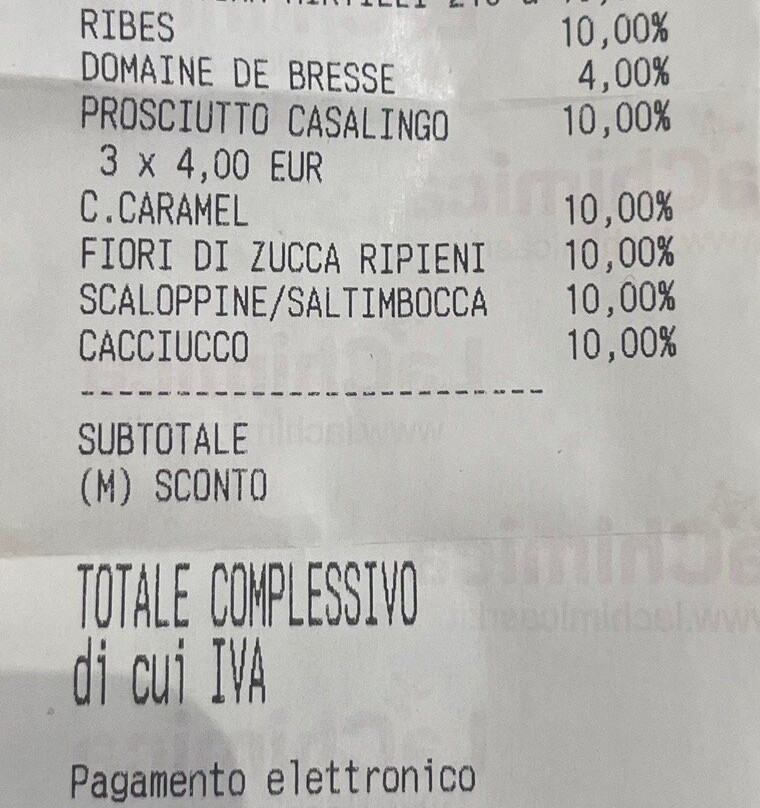 RIBES 10,00%
DOMAINE DE BRESSE 4,00%
PROSCIUTTO CASALINGO 10,00%
3 x 4,00 EUR
C.CARAMEL 10,00%
FIORI DI ZUCCA RIPIENI 10,00%
SCALOPPINE/SALTIMBOCCA 10,00%
CACCIUCCO 10,00%
----------------------------
SUBTOTALE
(M) SCONTO
TOTALE COMPLESSIVO
di cui IVA
Pagamento elettronico